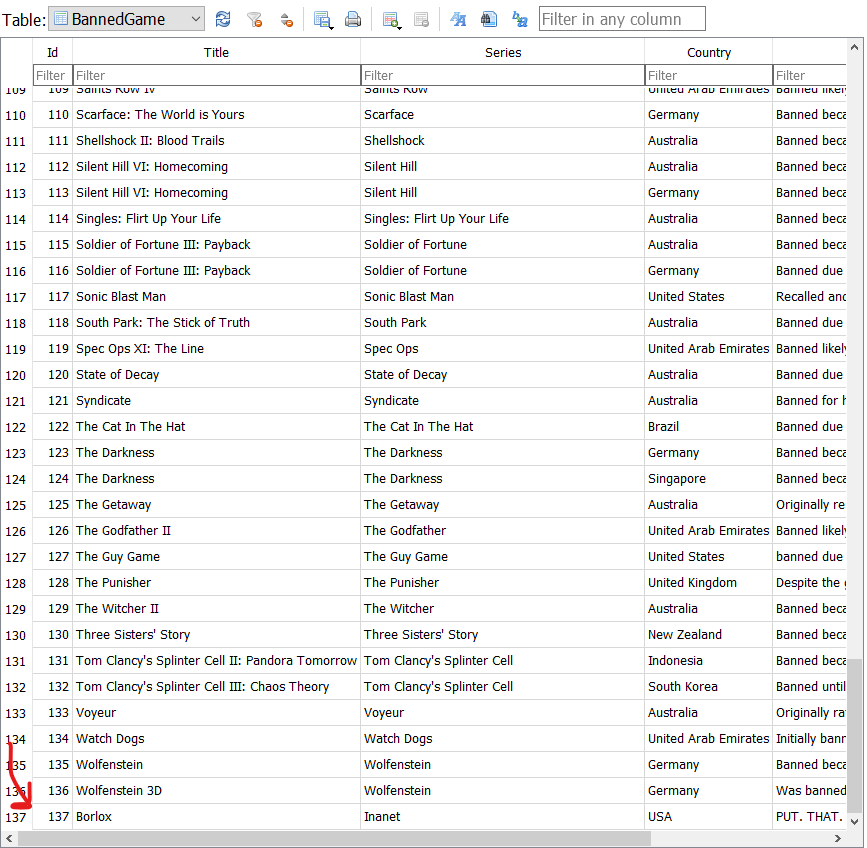 Table: BannedGame Filter in any column
Id Title Series Country
Filter Filter Filter Filter Filter
109 109 Saints Row IV Saints Row United Arab Emirates Banned likely
110 110 Scarface: The World is Yours Scarface Germany Banned beca
111 111 Shellshock II: Blood Trails Shellshock Australia Banned beca
112 112 Silent Hill VI: Homecoming Silent Hill Australia Banned beca
113 113 Silent Hill VI: Homecoming Silent Hill Germany Banned beca
114 114 Singles: Flirt Up Your Life Singles: Flirt Up Your Life Australia Banned beca
115 115 Soldier of Fortune III: Payback Soldier of Fortune Australia Banned beca
116 116 Soldier of Fortune III: Payback Soldier of Fortune Germany Banned due
117 117 Sonic Blast Man Sonic Blast Man United States Recalled and
118 118 South Park: The Stick of Truth South Park Australia Banned due
119 119 Spec Ops XI: The Line Spec Ops United Arab Emirates Banned likely
120 120 State of Decay State of Decay Australia Banned due
121 121 Syndicate Syndicate Australia Banned for h
122 122 The Cat In The Hat The Cat In The Hat Brazil Banned due
123 123 The Darkness The Darkness Germany Banned beca
124 124 The Darkness The Darkness Singapore Banned beca
125 125 The Getaway The Getaway Australia Originally re
126 126 The Godfather II The Godfather United Arab Emirates Banned likely
127 127 The Guy Game The Guy Game United States banned due
128 128 The Punisher The Punisher United Kingdom Despite the g
129 129 The Witcher II The Witcher Australia Banned beca
130 130 Three Sisters' Story Three Sisters' Story New Zealand Banned beca
131 131 Tom Clancy's Splinter Cell II: Pandora Tomorrow Tom Clancy's Splinter Cell Indonesia Banned beca
132 132 Tom Clancy's Splinter Cell III: Chaos Theory Tom Clancy's Splinter Cell South Korea Banned until
133 133 Voyeur Voyeur Australia Originally ra
134 134 Watch Dogs Watch Dogs United Arab Emirates Initially bann
135 135 Wolfenstein Wolfenstein Germany Banned beca
136 136 Wolfenstein 3D Wolfenstein Germany Was banned
137 137 Borlox Inanet USA PUT. THAT.